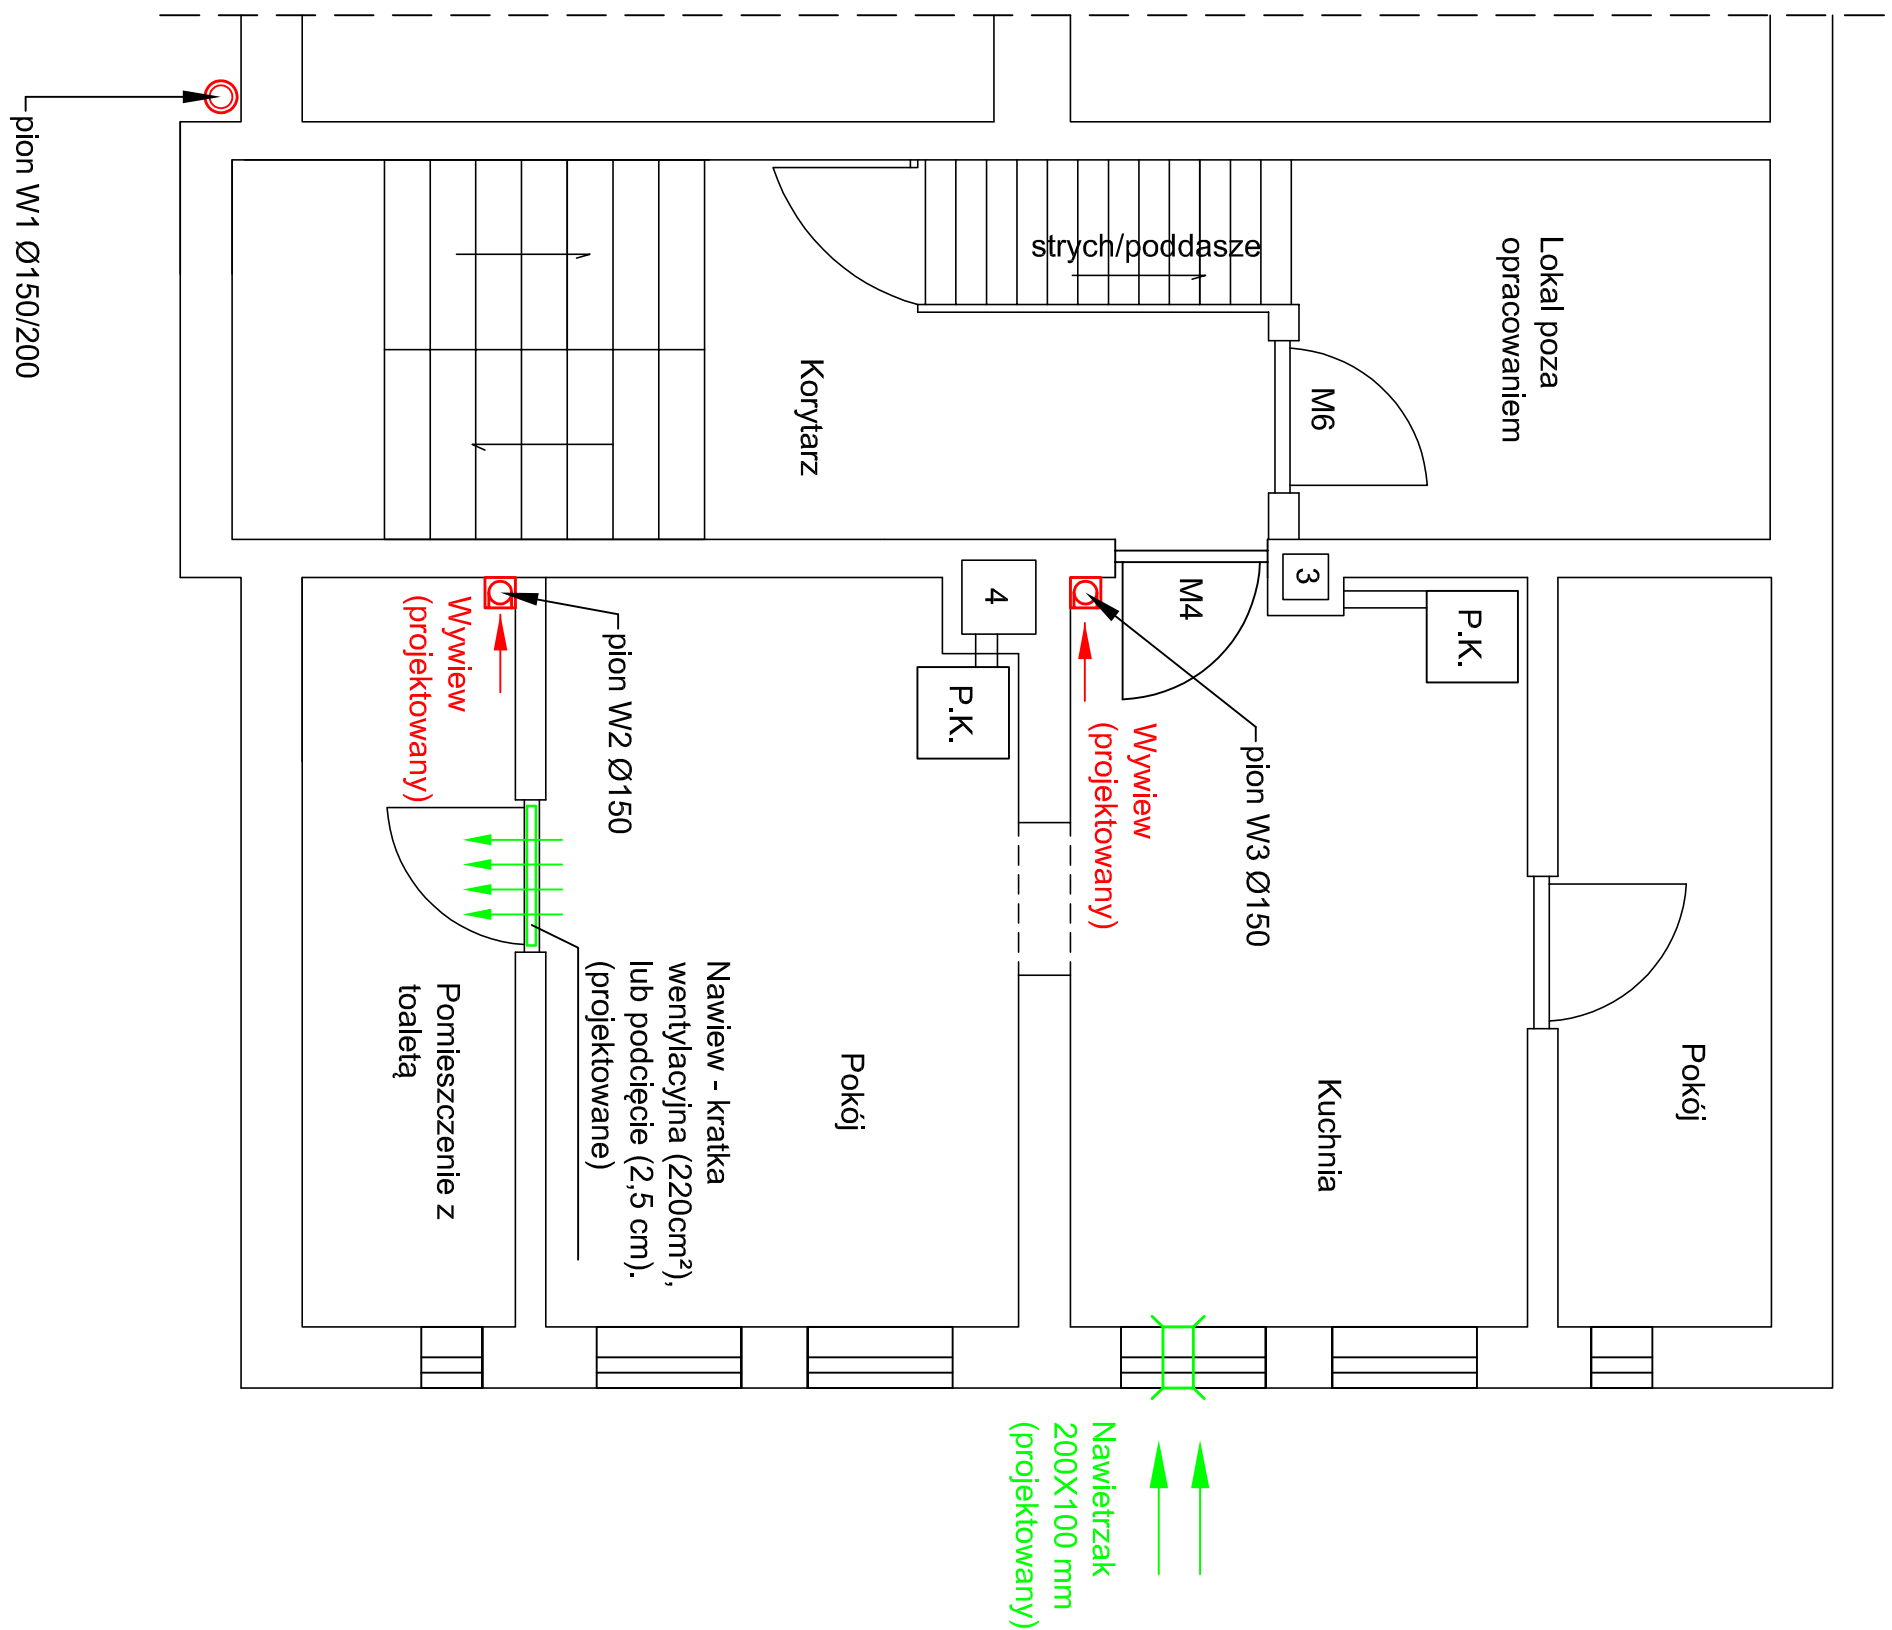 pion W1 Ø150/200
strych/poddasze
Lokal poza
opracowaniem
M6
Korytarz
3
M4
4
P.K.
P.K.
Wywiew
(projektowany)
pion W2 Ø150
Wywiew
(projektowany)
pion W3 Ø150
Nawiew - kratka
wentylacyjna (220cm²),
lub podcięcie (2,5 cm).
(projektowane)
Pomieszczenie z
toaletą
Pokój
Kuchnia
Pokój
Nawietrzak
200X100 mm
(projektowany)